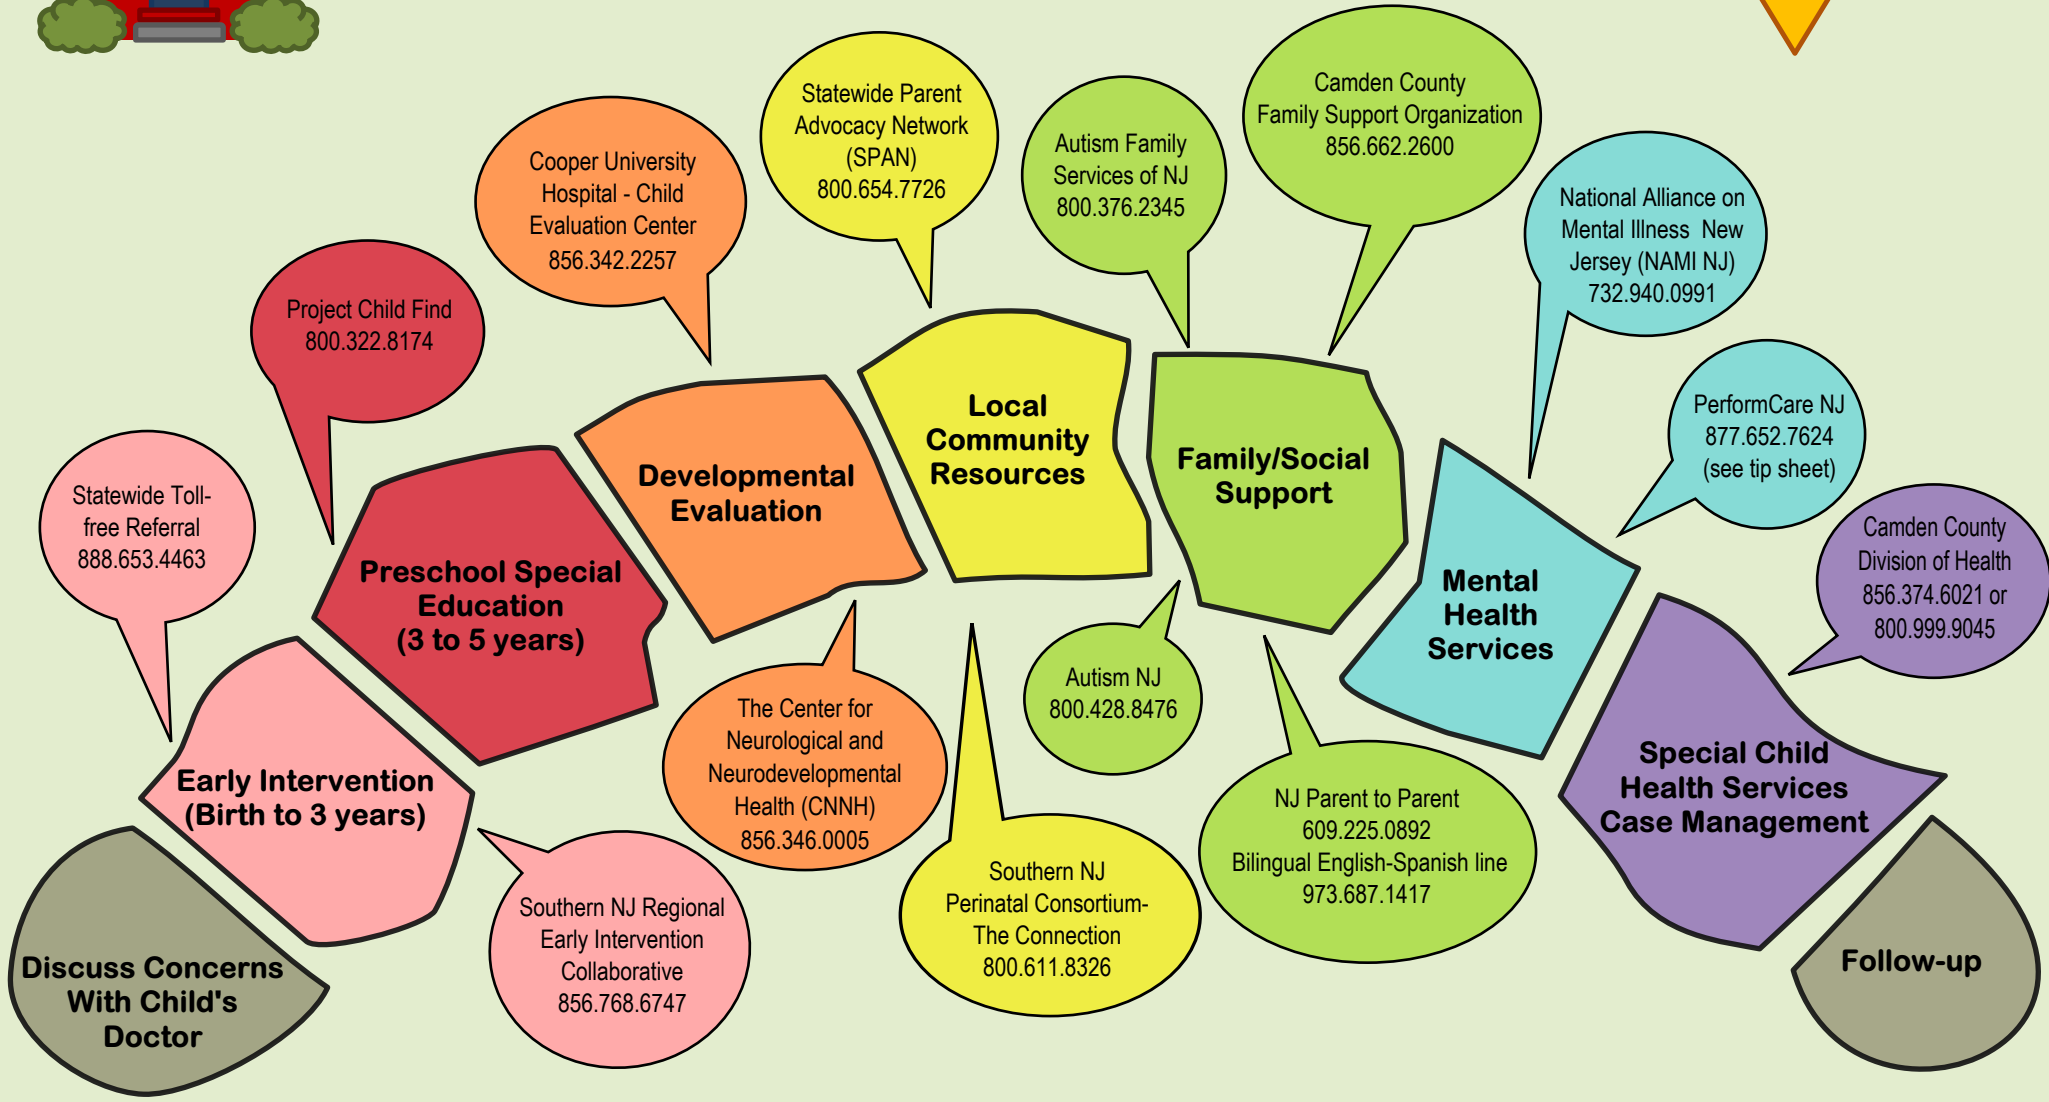 Statewide Toll-
free Referral
888.653.4463
Project Child Find
800.322.8174
Cooper University
Hospital - Child
Evaluation Center
856.342.2257
Statewide Parent
Advocacy Network
(SPAN)
800.654.7726
Autism Family
Services of NJ
800.376.2345
Camden County
Family Support Organization
856.662.2600
National Alliance on
Mental Illness  New
Jersey (NAMI NJ)
732.940.0991
PerformCare NJ
877.652.7624
(see tip sheet)
Camden County
Division of Health
856.374.6021 or
800.999.9045
Discuss Concerns
With Child's
Doctor
Early Intervention
(Birth to 3 years)
Preschool Special
Education
(3 to 5 years)
Developmental
Evaluation
Local
Community
Resources
Family/Social
Support
Mental
Health
Services
Special Child
Health Services
Case Management
Follow-up
Southern NJ Regional
Early Intervention
Collaborative
856.768.6747
The Center for
Neurological and
Neurodevelopmental
Health (CNNH)
856.346.0005
Southern NJ
Perinatal Consortium-
The Connection
800.611.8326
Autism NJ
800.428.8476
NJ Parent to Parent
609.225.0892
Bilingual English-Spanish line
973.687.1417